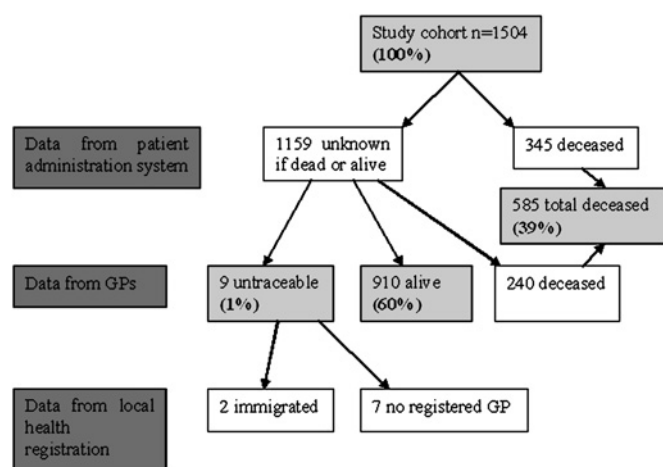 Study cohort n=1504
(100%)
Data from patient
administration system
1159 unknown
if dead or alive
345 deceased
585 total deceased
(39%)
Data from GPs
9 untraceable
(1%)
910 alive
(60%)
240 deceased
Data from local
health
registration
2 immigrated
7 no registered GP